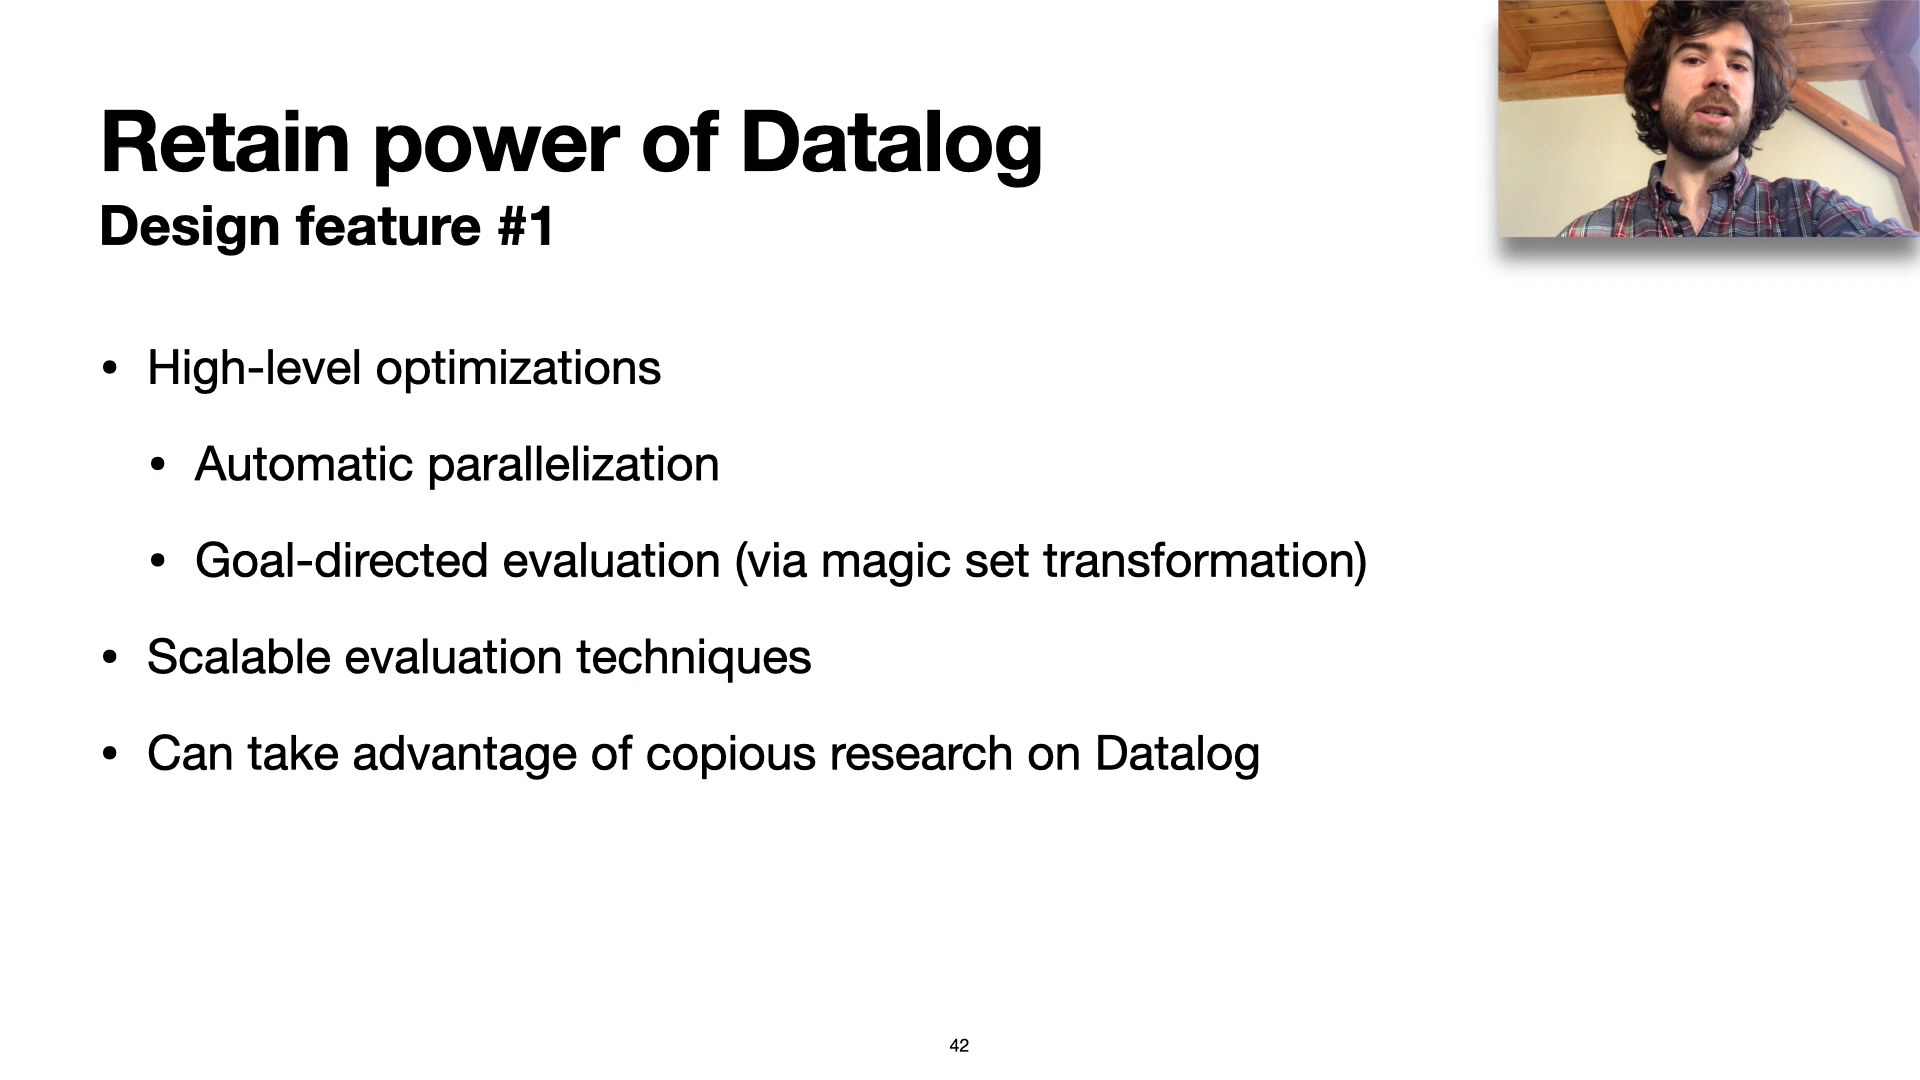 Retain power of Datalog
Design feature #1
• High-level optimizations
• Automatic parallelization
• Goal-directed evaluation (via magic set transformation)
• Scalable evaluation techniques
• Can take advantage of copious research on Datalog
42